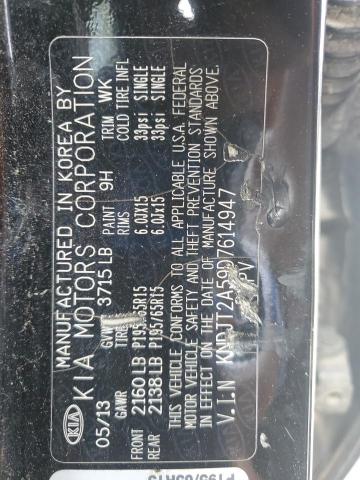 KIA
MANUFACTURED IN KOREA BY
KIA MOTORS CORPORATION
05/13 3715 LB PAINT 9H TRIM WK
GAWR RIMS COLD TIRE INFL
FRONT 2160 LB 6.0JX15 33psi SINGLE
REAR 2138 LB P195/65R15 6.0JX15 33psi SINGLE
THIS VEHICLE CONFORMS TO ALL APPLICABLE U.S.A. FEDERAL
MOTOR VEHICLE SAFETY AND THEFT PREVENTION STANDARDS
IN EFFECT ON THE DATE OF MANUFACTURE SHOWN ABOVE.
V.I.N 7614947